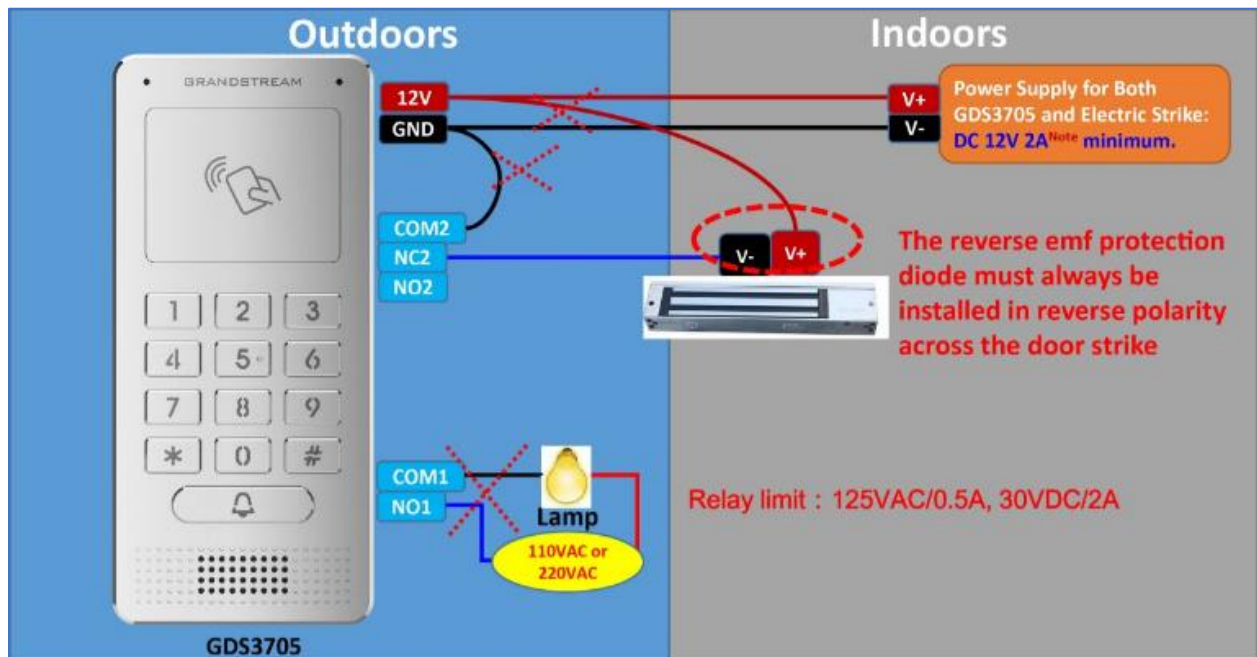 Outdoors
Indoors
GRANDSTREAM
12V
GND
V+
V-
Power Supply for Both
GDS3705 and Electric Strike:
DC 12V 2A Note minimum.
COM2
NC2
NO2
V-
V+
The reverse emf protection
diode must always be
installed in reverse polarity
across the door strike
1 2 3
4 5 6
7 8 9
* 0 #
COM1
NO1
Lamp
110VAC or
220VAC
Relay limit : 125VAC/0.5A, 30VDC/2A
GDS3705